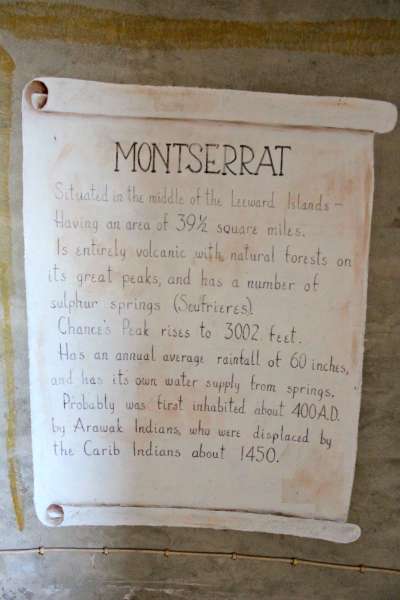 MONTSERRAT
Situated in the middle of the Leeward Islands -
Having an area of 39½ square miles.
Is entirely volcanic with natural forests on
its great peaks, and has a number of
sulphur springs (Soufrieres)
Chance's Peak rises to 3002 feet.
Has an annual average rainfall of 60 inches,
and has its own water supply from springs.
Probably was first inhabited about 400 A.D.
by Arawak Indians, who were displaced by
the Carib Indians about 1450.